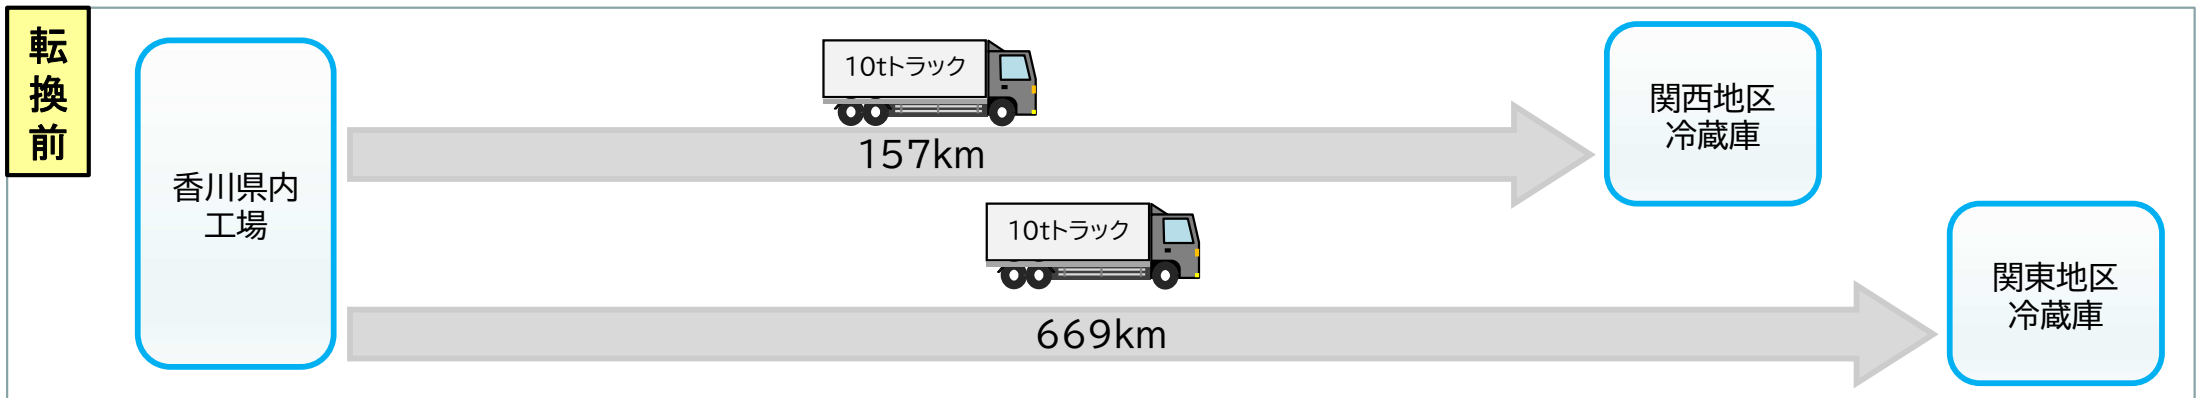 転換前
香川県内
工場
10tトラック
157km
関西地区
冷蔵庫
10tトラック
669km
関東地区
冷蔵庫